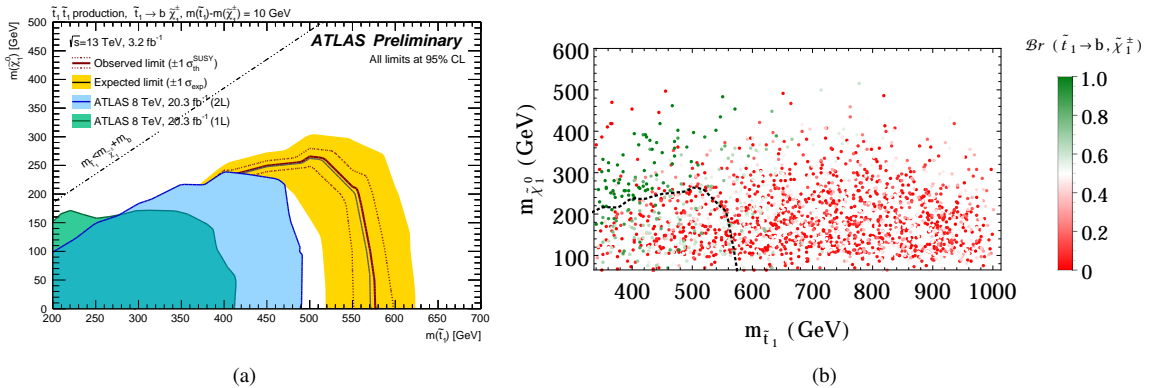 t̃₁ t̃₁ production, t̃₁→ b χ̃₁±, m(t̃₁)-m(χ̃₁±) = 10 GeV
√s=13 TeV, 3.2 fb⁻¹
ATLAS Preliminary
All limits at 95% CL
Observed limit (±1 σ_th^SUSY)
Expected limit (±1 σ_exp)
ATLAS 8 TeV, 20.3 fb⁻¹ (2L)
ATLAS 8 TeV, 20.3 fb⁻¹ (1L)
m_t̃₁<m_χ̃₁±+m_b
m(χ̃₁⁰) [GeV]
500
450
400
350
300
250
200
150
100
50
0
200 250 300 350 400 450 500 550 600 650 700
m(t̃₁) [GeV]
(a)
m_χ̃₁⁰ (GeV)
600
500
400
300
200
100
400 500 600 700 800 900 1000
m_t̃₁ (GeV)
ℬr (t̃₁→b,χ̃₁±)
1.0
0.8
0.6
0.4
0.2
0
(b)